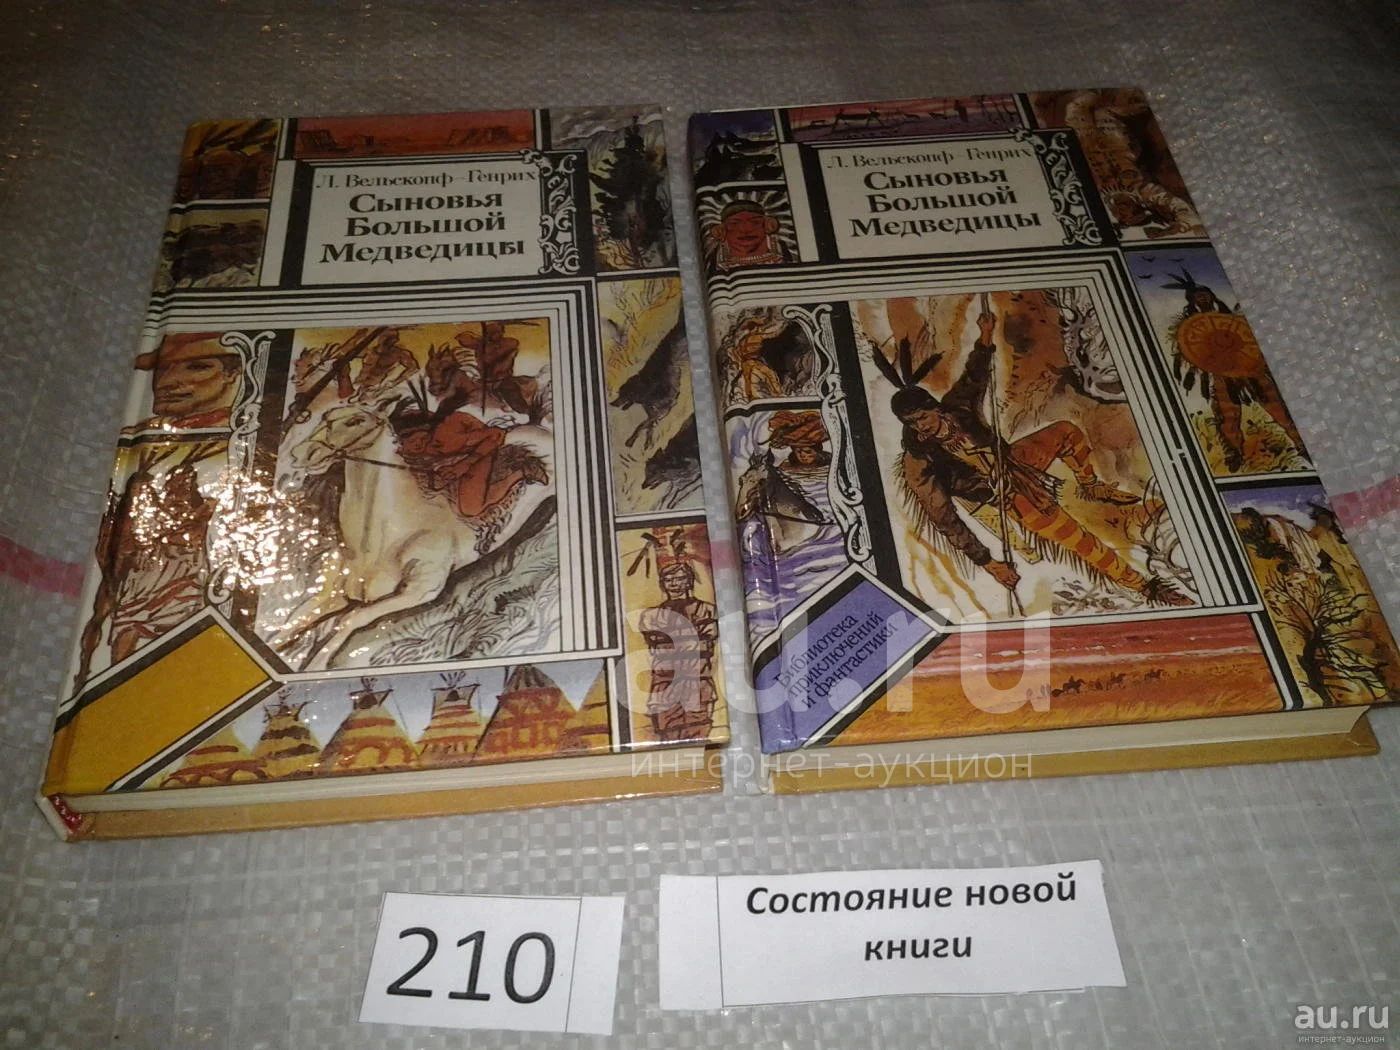 Л. Вельскопф-Генрих
Сыновья
Большой
Медведицы
Л. Вельскопф-Генрих
Сыновья
Большой
Медведицы
Библиотека
приключений
и фантастики
au.ru
интернет-аукцион
210
Состояние новой
книги
au.ru
интернет-аукцион